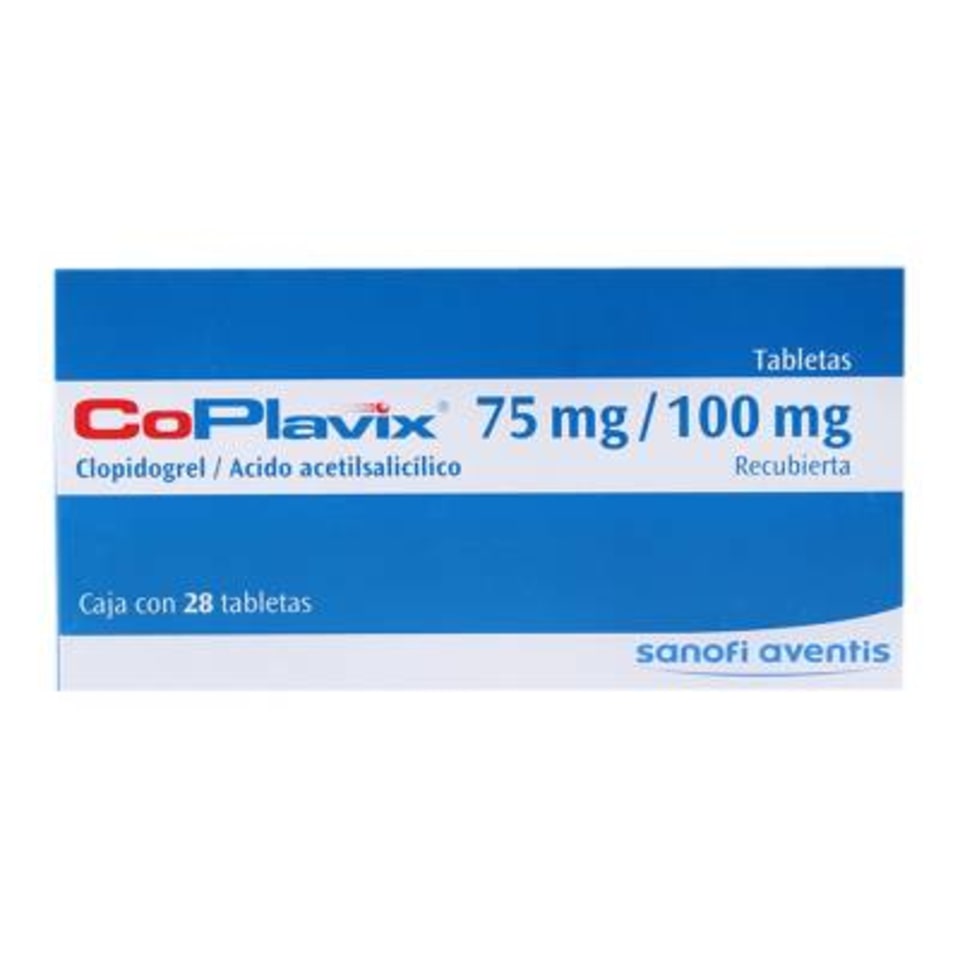 Tabletas
CoPlavix® 75 mg / 100 mg
Clopidogrel / Acido acetilsalicílico
Recubierta
Caja con 28 tabletas
sanofi aventis